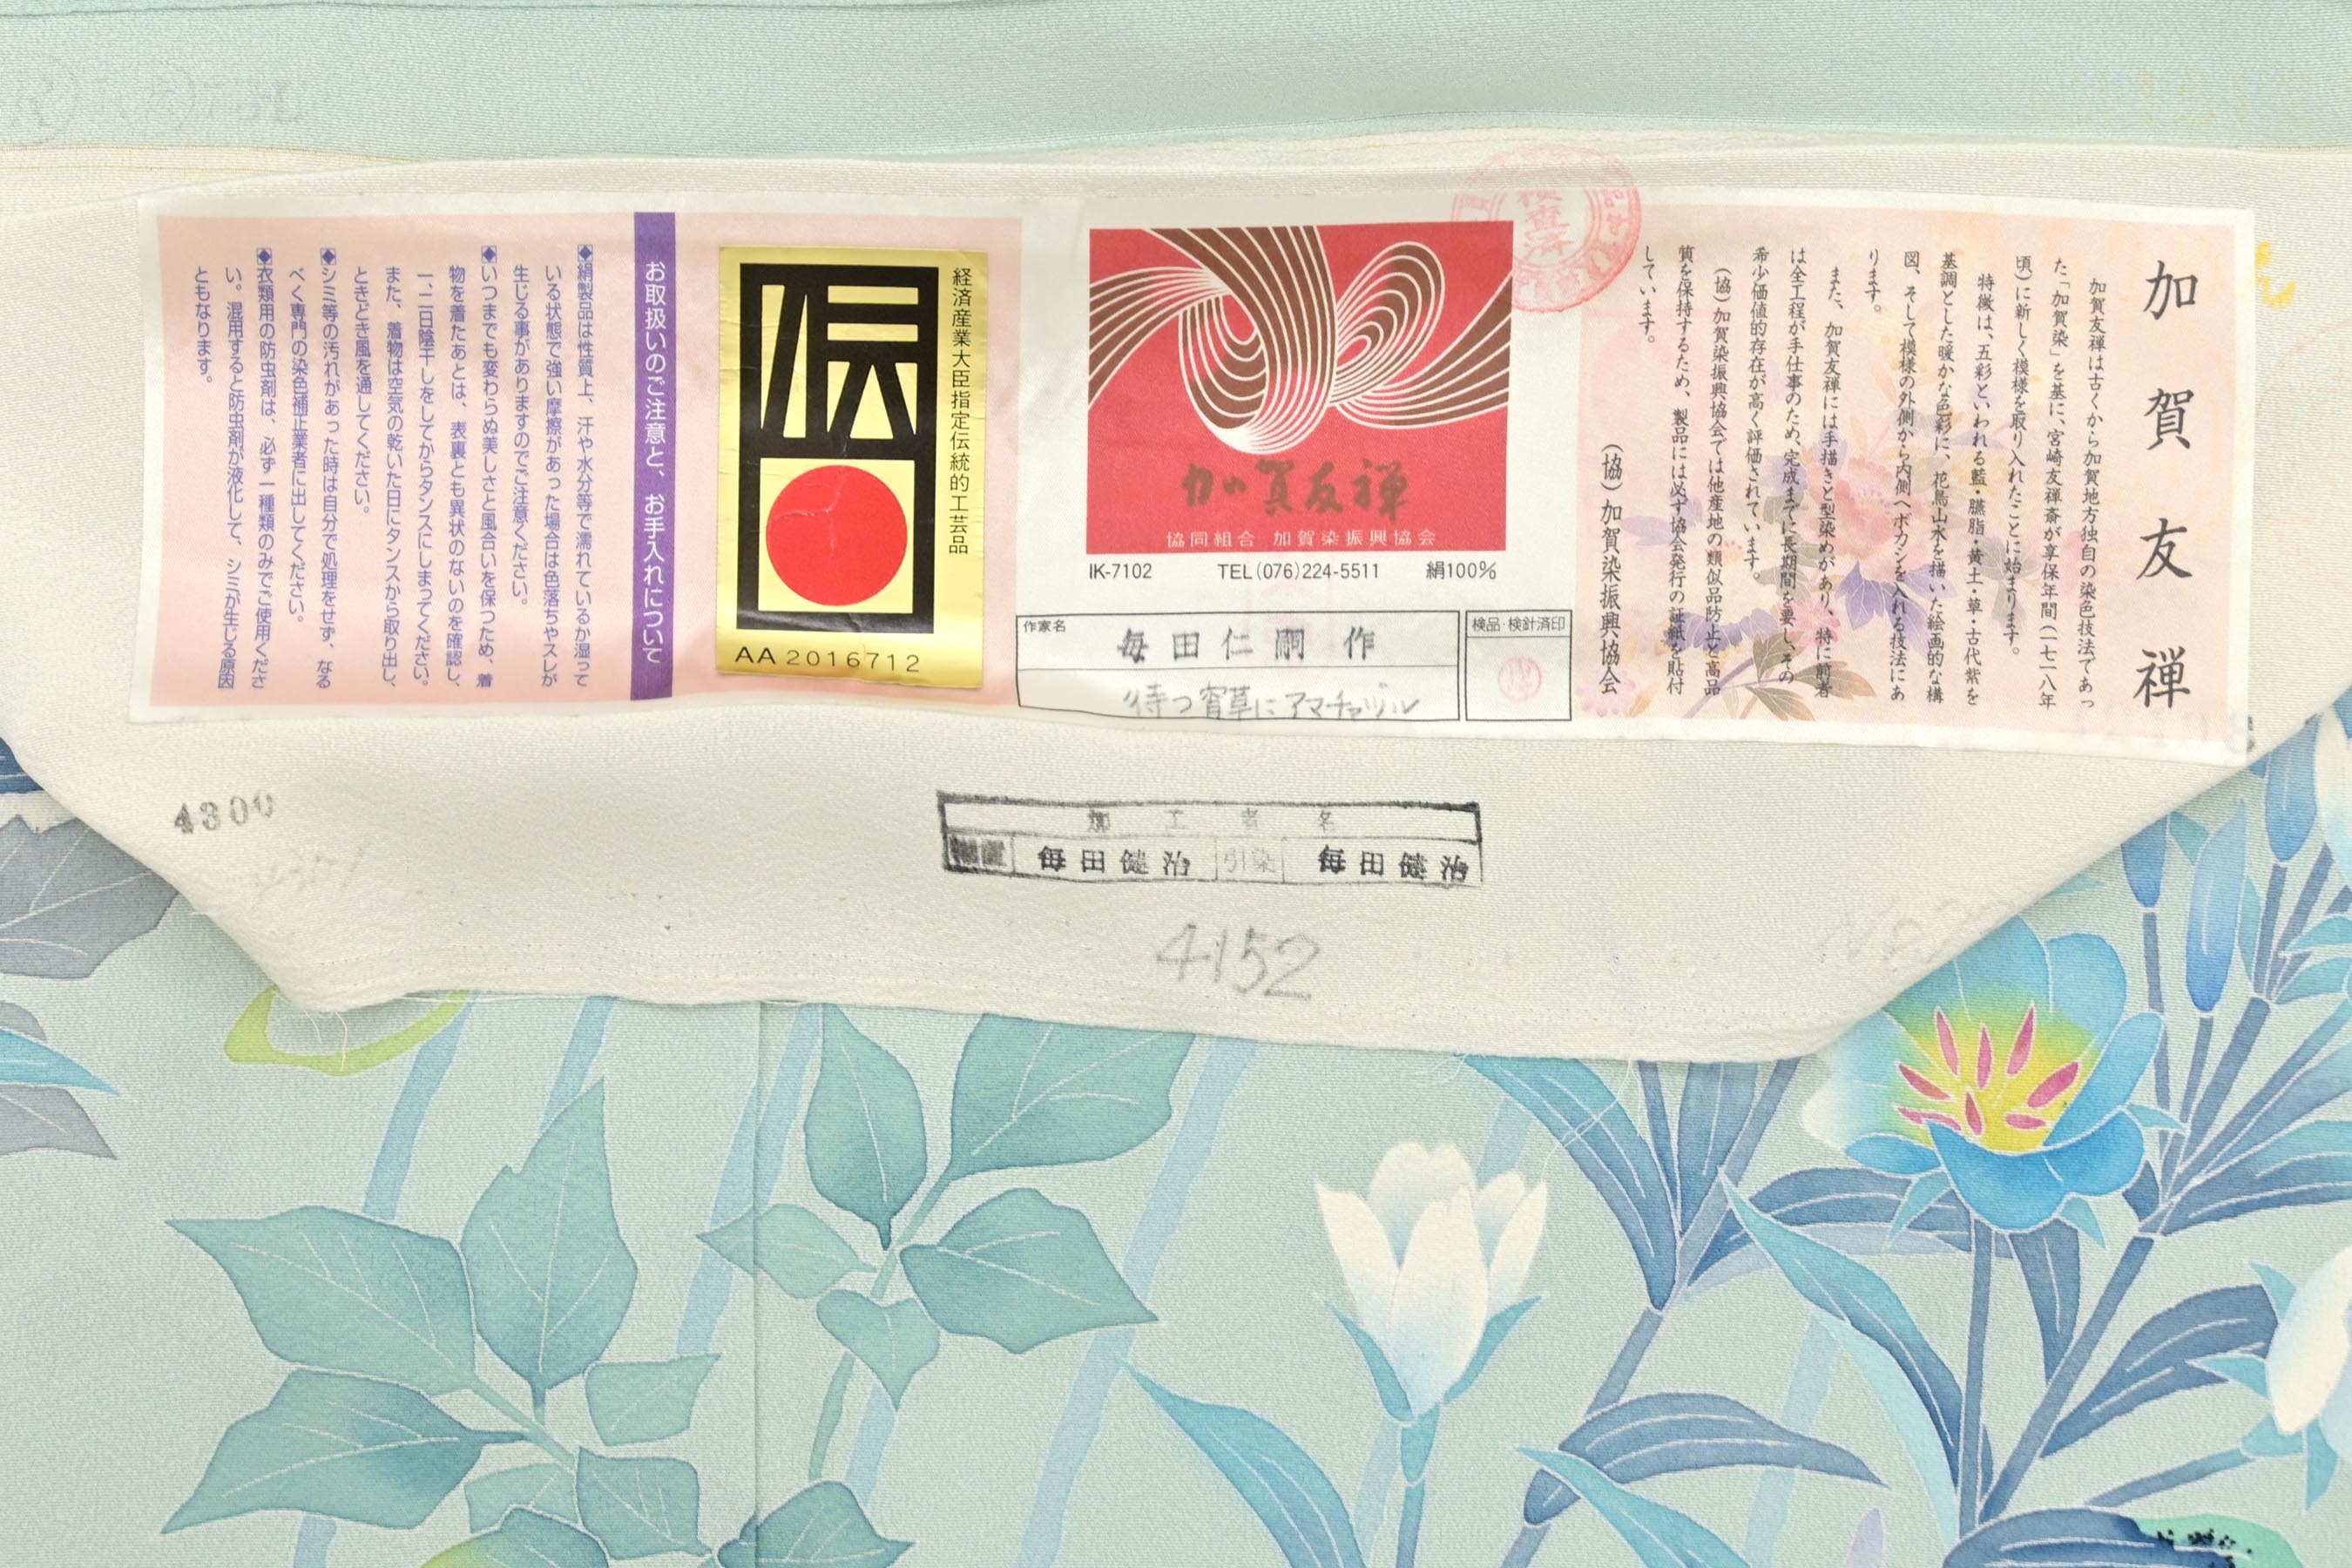 加賀友禅
加賀友禅は古くから加賀地方独自の染色技法であっ
た「加賀染」を基に、宮崎友禅斎が享保年間(一七一八年
頃)に新しく模様を取り入れたことに始まります。
特徴は、五彩といわれる藍・臙脂・黄土・草・古代紫を
基調とした暖かな色彩に、花鳥山水を描いた絵画的な構
図、そして模様の外側から内側へボカシを入れる技法にあ
ります。
また、加賀友禅には手描きと型染めがあり、特に前者
は全工程が手仕事のため、完成までに長期間を要し、その
希少価値的存在が高く評価されています。
(協)加賀染振興協会では他産地の類似品防止と高品
質を保持するため、製品には必ず協会発行の証紙を貼付
しています。
(協)加賀染振興協会
検査済
加賀友禅
協同組合 加賀染振興協会
IK-7102 TEL(076)224-5511 絹100%
作家名
毎田仁嗣 作
待つ宵草にアマチャヅル
検品・検針済印
経済産業大臣指定伝統的工芸品
伝
AA2016712
お取扱いのご注意と、お手入れについて
◆絹製品は性質上、汗や水分等で濡れているか湿って
いる状態で強い摩擦があった場合は色落ちやスレが
生じる事がありますのでご注意ください。
◆いつまでも変わらぬ美しさと風合いを保つため、着
物を着たあとは、表裏とも異状のないのを確認し、
一、二日陰干しをしてからタンスにしまってください。
また、着物は空気の乾いた日にタンスから取り出し、
ときどき風を通してください。
◆シミ等の汚れがあった時は自分で処理をせず、なる
べく専門の染色補正業者に出してください。
◆衣類用の防虫剤は、必ず一種類のみでご使用くださ
い。混用すると防虫剤が液化して、シミが生じる原因
ともなります。
4300
加工者名
毎田健治 引染 毎田健治
4152